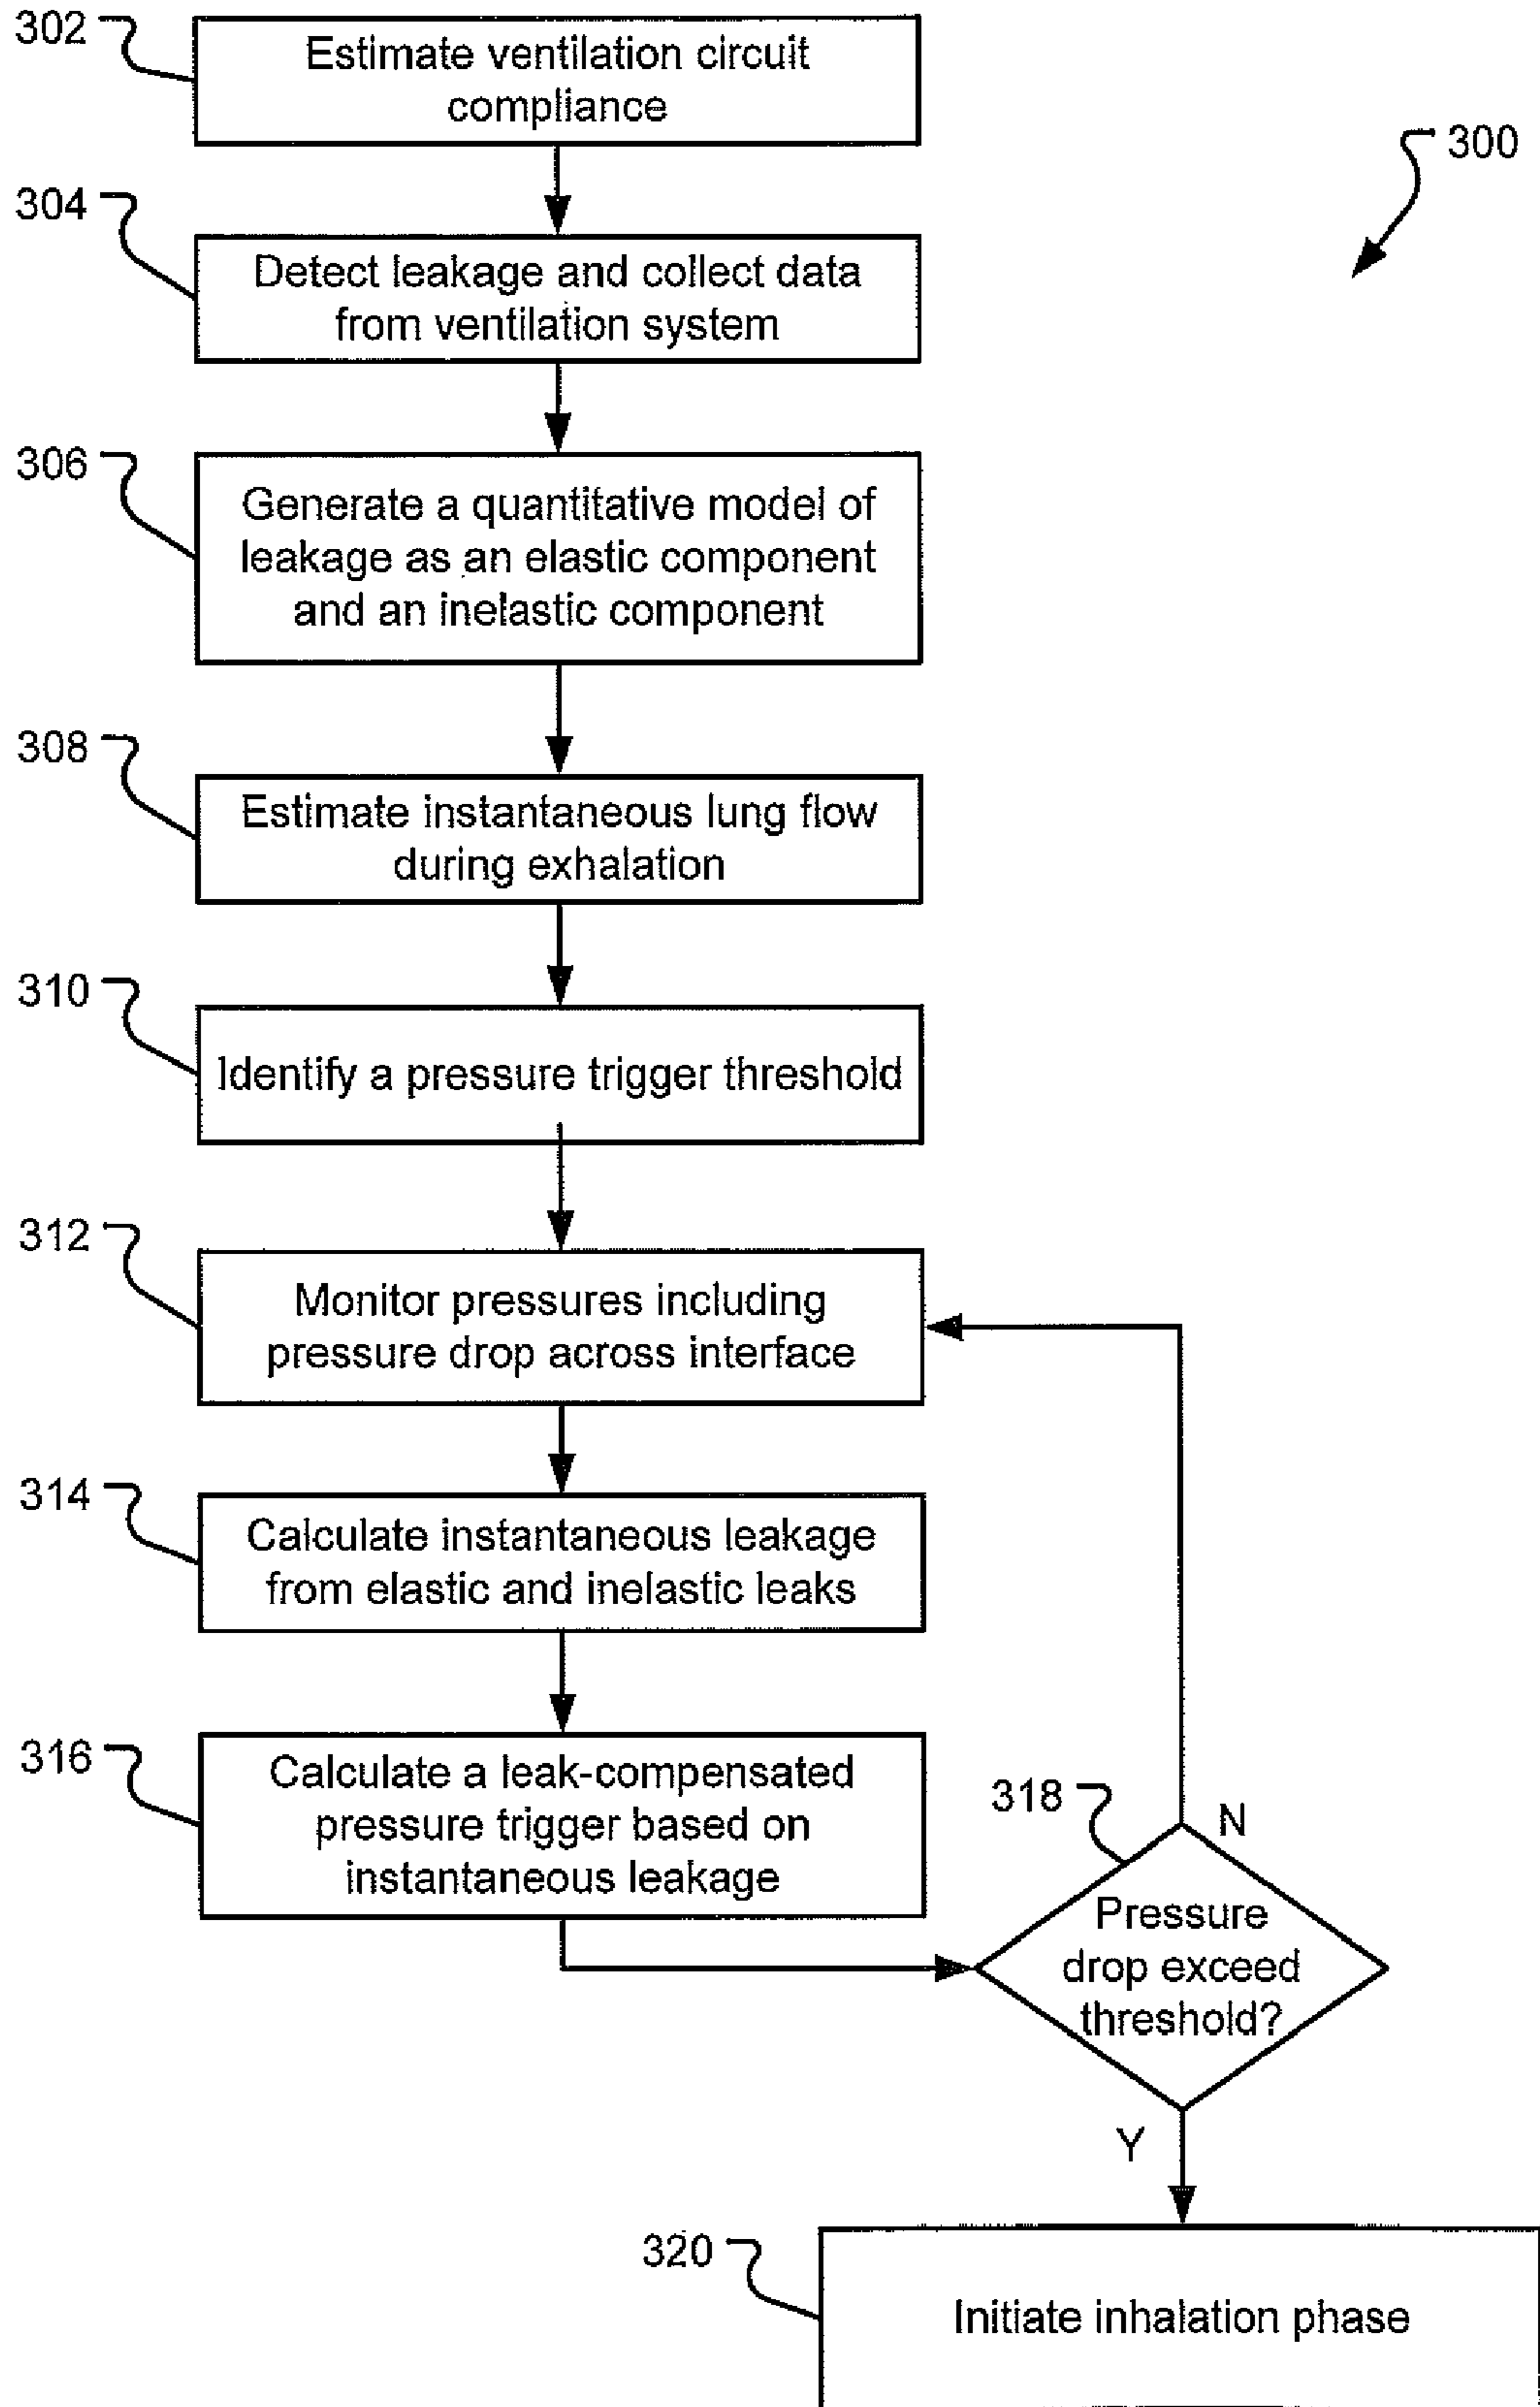 302
Estimate ventilation circuit
compliance
300
304
Detect leakage and collect data
from ventilation system
306
Generate a quantitative model of
leakage as an elastic component
and an inelastic component
308
Estimate instantaneous lung flow
during exhalation
310
Identify a pressure trigger threshold
312
Monitor pressures including
pressure drop across interface
314
Calculate instantaneous leakage
from elastic and inelastic leaks
316
Calculate a leak-compensated
pressure trigger based on
instantaneous leakage
318
N
Pressure
drop exceed
threshold?
Y
320
Initiate inhalation phase